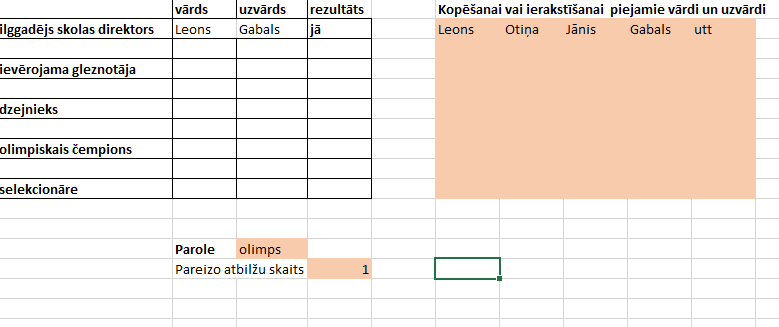 vārds uzvārds rezultāts Kopēšanai vai ierakstīšanai piejamie vārdi un uzvārdi
ilggadējs skolas direktors Leons Gabals jā Leons Otiņa Jānis Gabals utt
ievērojama gleznotāja
dzejnieks
olimpiskais čempions
selekcionāre
Parole olimps
Pareizo atbilžu skaits 1